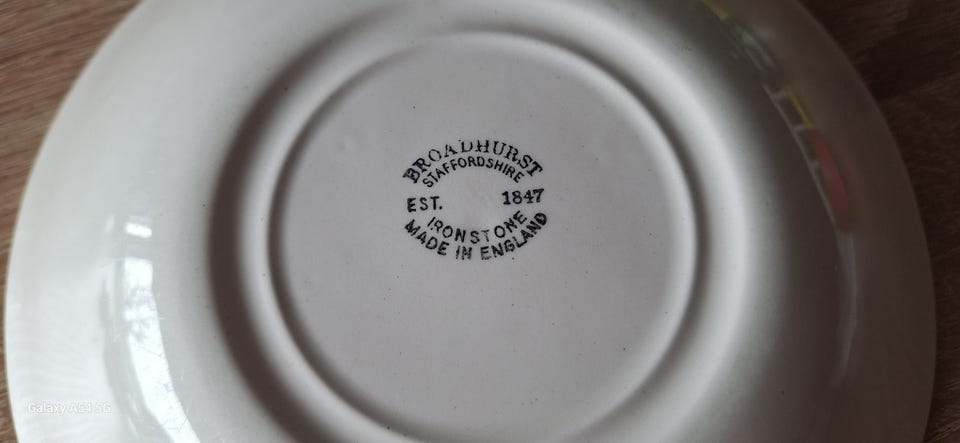 BROADHURST
STAFFORDSHIRE
EST. 1847
IRONSTONE
MADE IN ENGLAND
Galaxy A54 5G